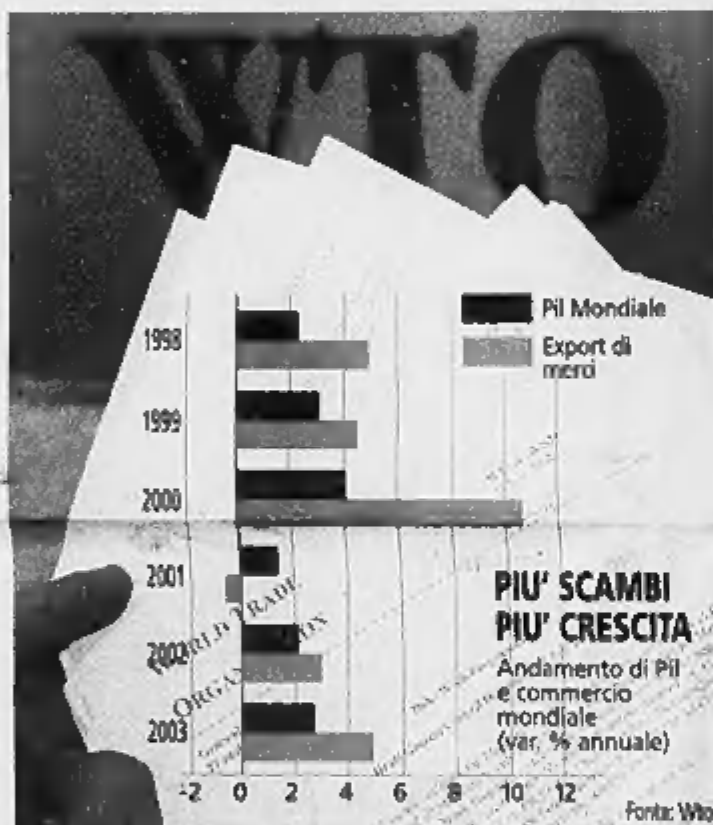 WTO
Pil Mondiale
Export di
merci
1998
1999
2000
2001
2002
2003
WORLD TRADE
PIU' SCAMBI
PIU' CRESCITA
Andamento di Pil
e commercio
mondiale
(var. % annuale)
-2 0 2 4 6 8 10 12
Fonte: Wto